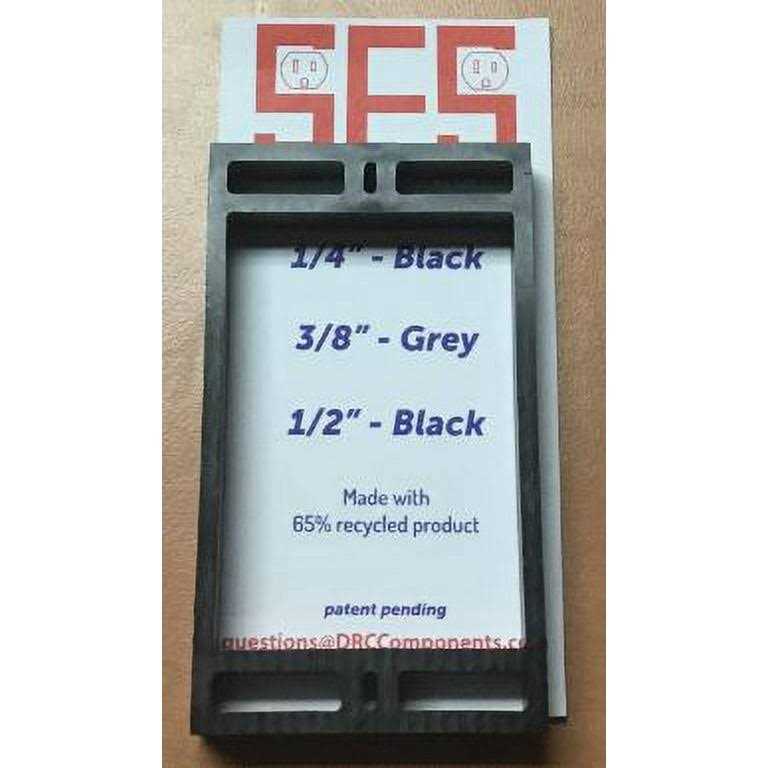 SES
1/4" - Black
3/8" - Grey
1/2" - Black
Made with
65% recycled product
patent pending
questions@DRCComponents.co